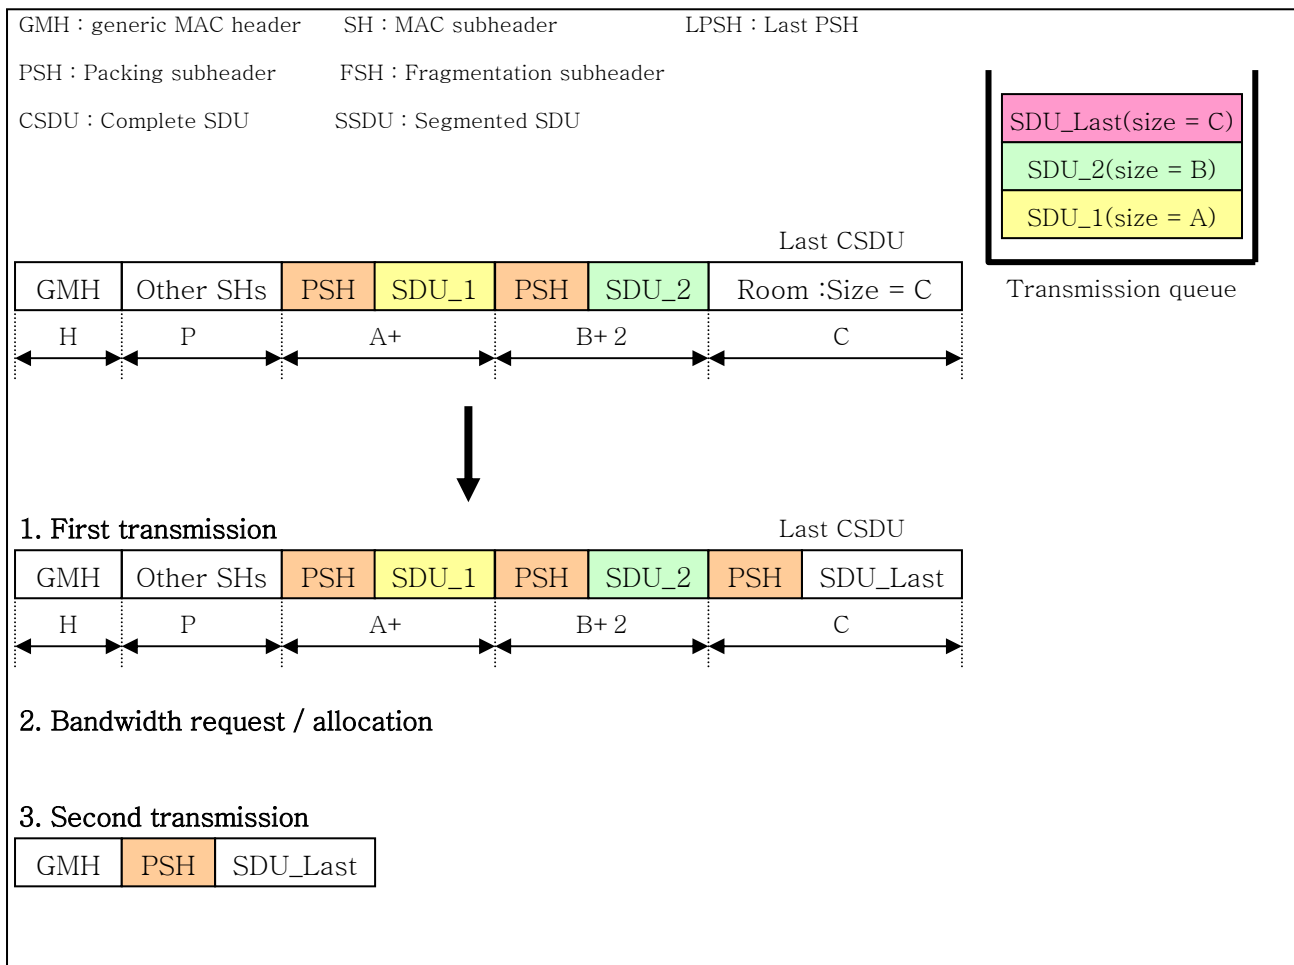 GMH : generic MAC header SH : MAC subheader LPSH : Last PSH
PSH : Packing subheader FSH : Fragmentation subheader
CSDU : Complete SDU SSDU : Segmented SDU
SDU_Last(size = C)
SDU_2(size = B)
SDU_1(size = A)
Transmission queue
Last CSDU
GMH Other SHs PSH SDU_1 PSH SDU_2 Room :Size = C
H P A+ B+ 2 C
1. First transmission
Last CSDU
GMH Other SHs PSH SDU_1 PSH SDU_2 PSH SDU_Last
H P A+ B+ 2 C
2. Bandwidth request / allocation
3. Second transmission
GMH PSH SDU_Last